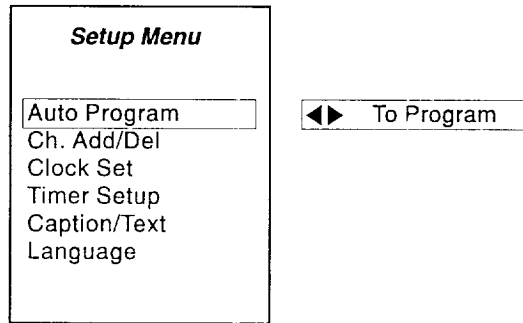 Setup Menu
Auto Program
◀▶ To Program
Ch. Add/Del
Clock Set
Timer Setup
Caption/Text
Language